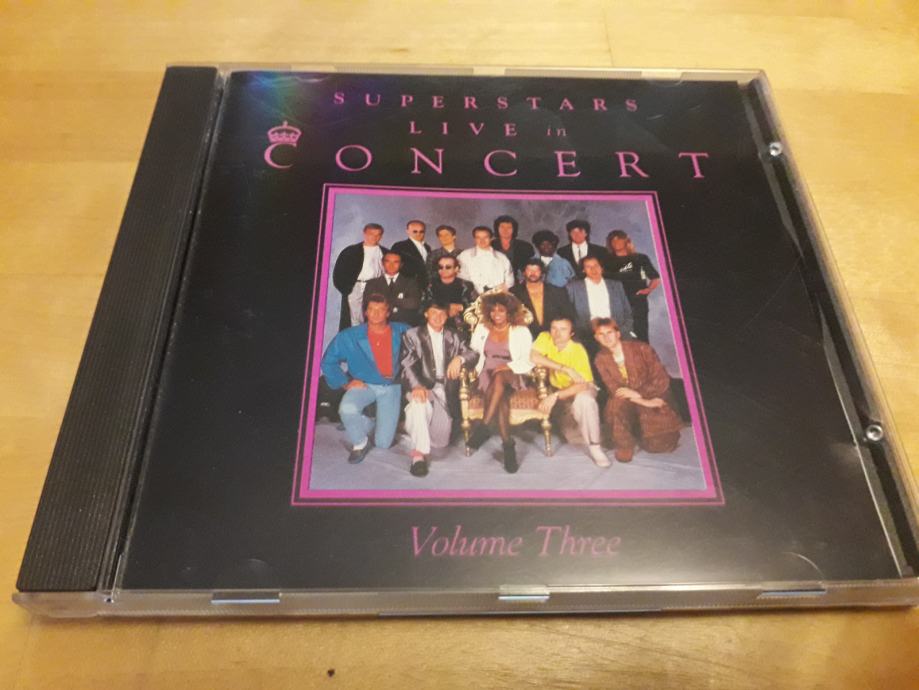 SUPERSTARS
LIVE in
CONCERT
Volume Three